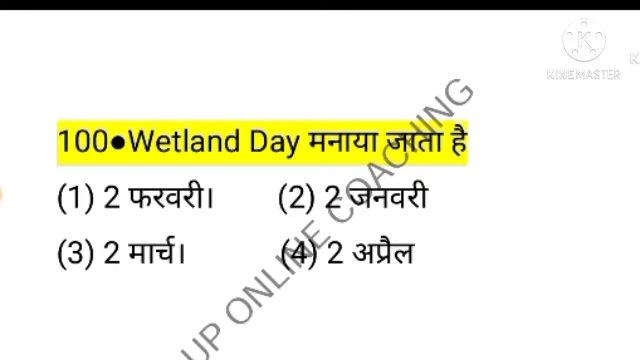 KINEMASTER
100●Wetland Day मनाया जाता है
(1) 2 फरवरी। (2) 2 जनवरी
(3) 2 मार्च। (4) 2 अप्रैल
UP ONLINE COACHING